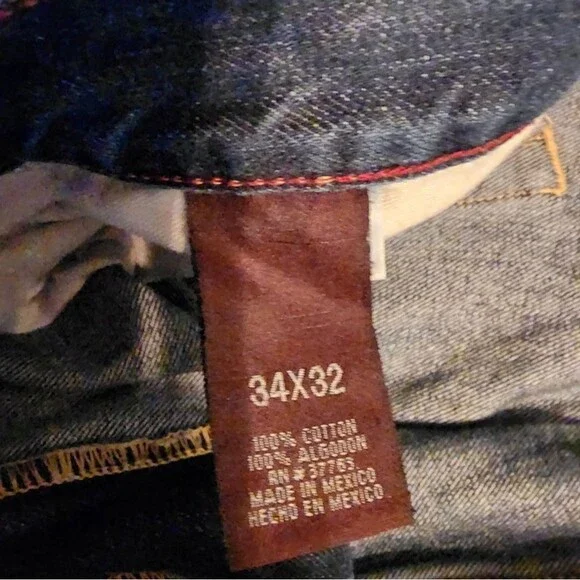 34X32
100% COTTON
100% ALGODON
RN # 37763
MADE IN MEXICO
HECHO EN MEXICO